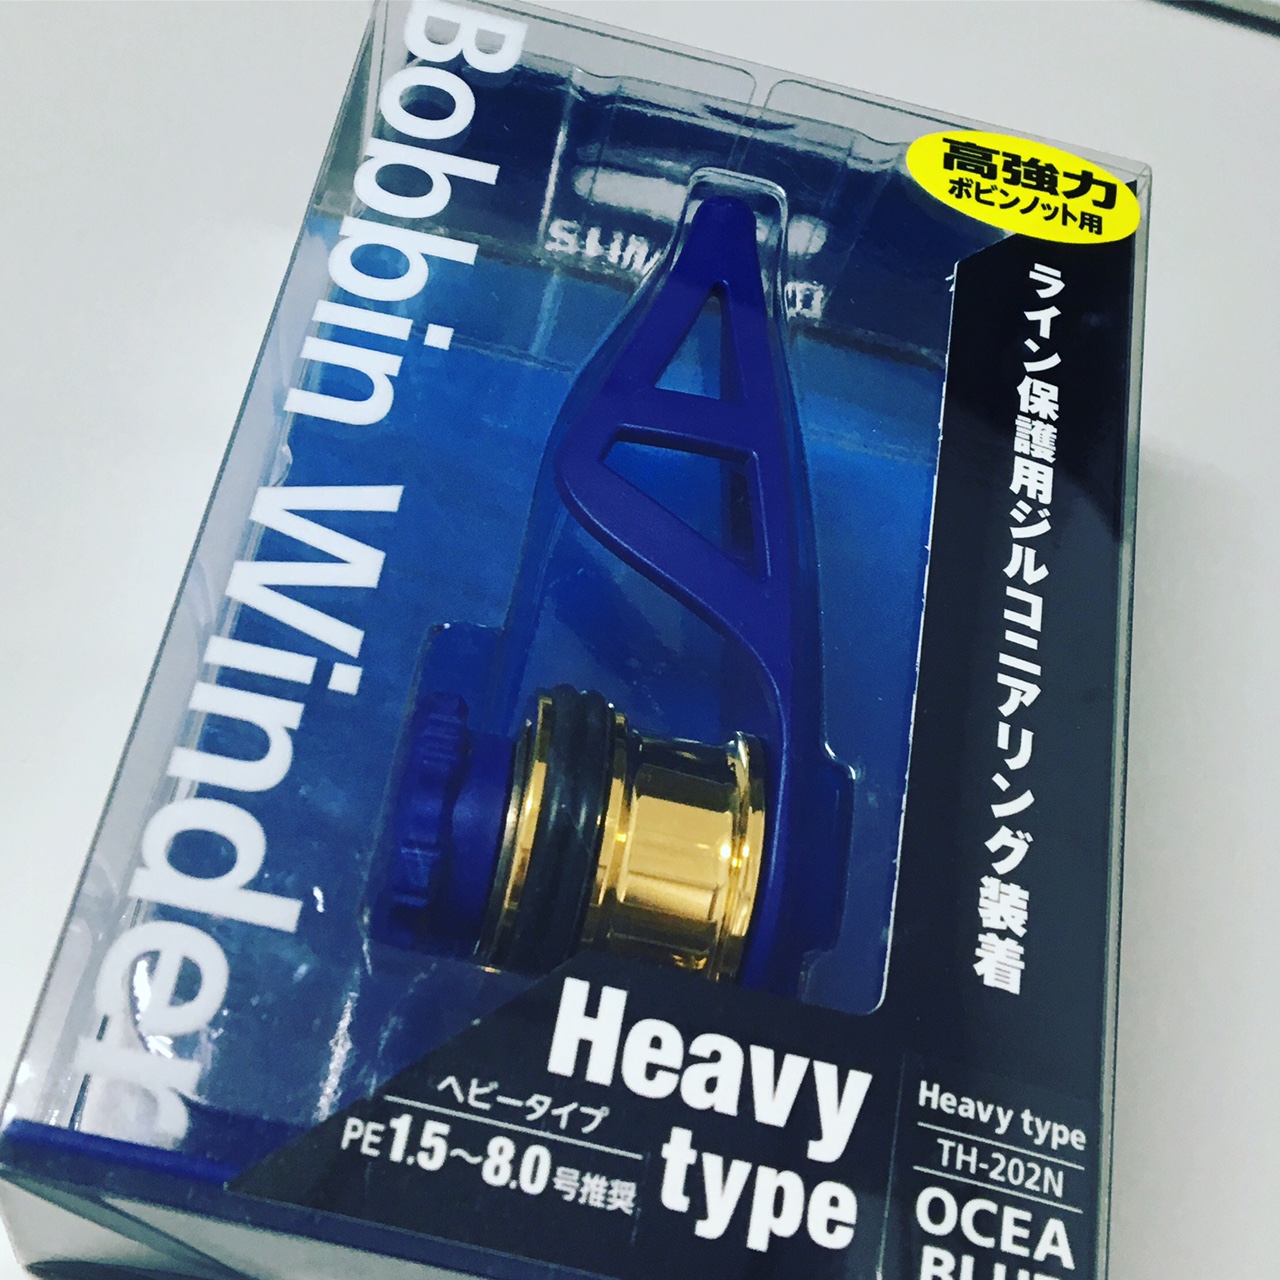 Bobbin Winder
高強力
ボビンノット用
ライン保護用ジルコニアリング装着
Heavy
type
ヘビータイプ
PE1.5～8.0号推奨
Heavy type
TH-202N
OCEA